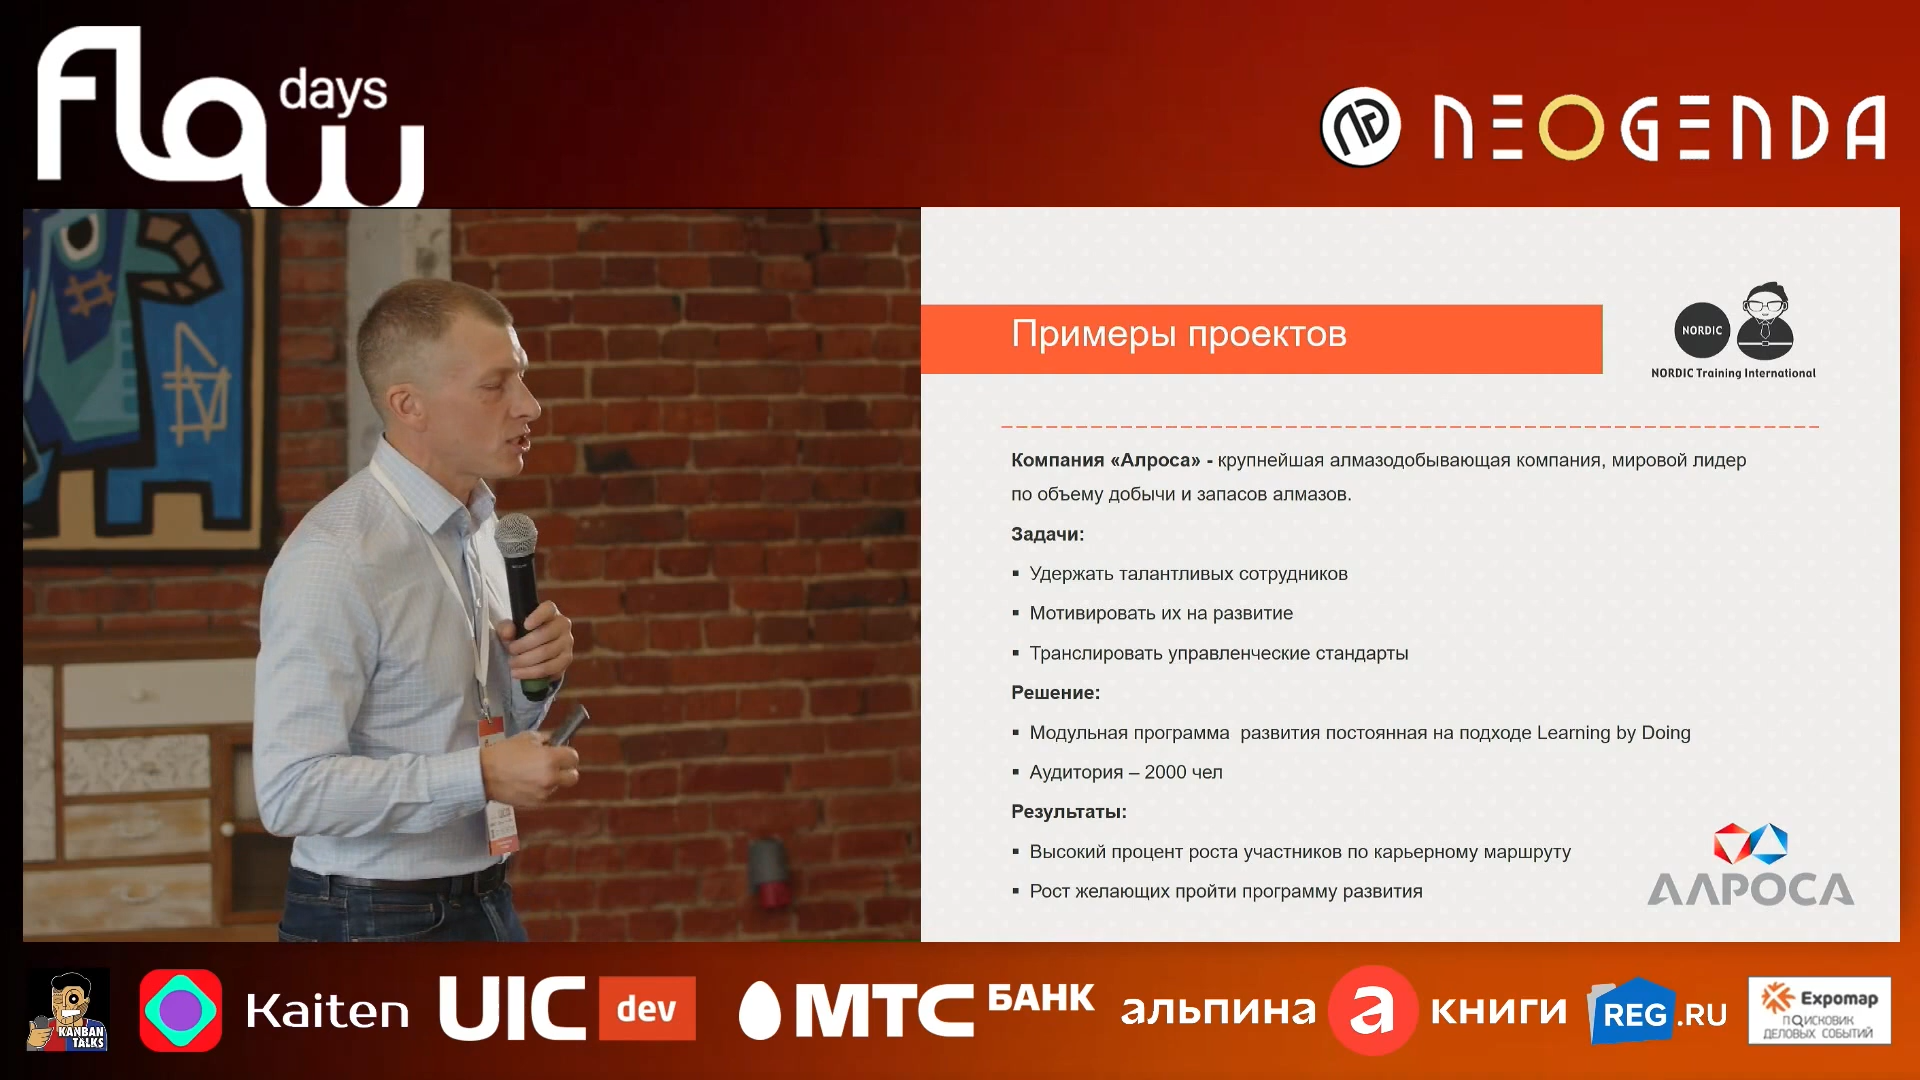 flow days
NEOGENDA
Примеры проектов
NORDIC
NORDIC Training International
Компания «Алроса» - крупнейшая алмазодобывающая компания, мировой лидер
по объему добычи и запасов алмазов.
Задачи:
▪ Удержать талантливых сотрудников
▪ Мотивировать их на развитие
▪ Транслировать управленческие стандарты
Решение:
▪ Модульная программа развития постоянная на подходе Learning by Doing
▪ Аудитория – 2000 чел
Результаты:
▪ Высокий процент роста участников по карьерному маршруту
▪ Рост желающих пройти программу развития
АЛРОСА
KANBAN
TALKS
Kaiten
UIC dev
МТС БАНК
альпина а книги
REG.RU
Expomap
ПОИСКОВИК
ДЕЛОВЫХ СОБЫТИЙ